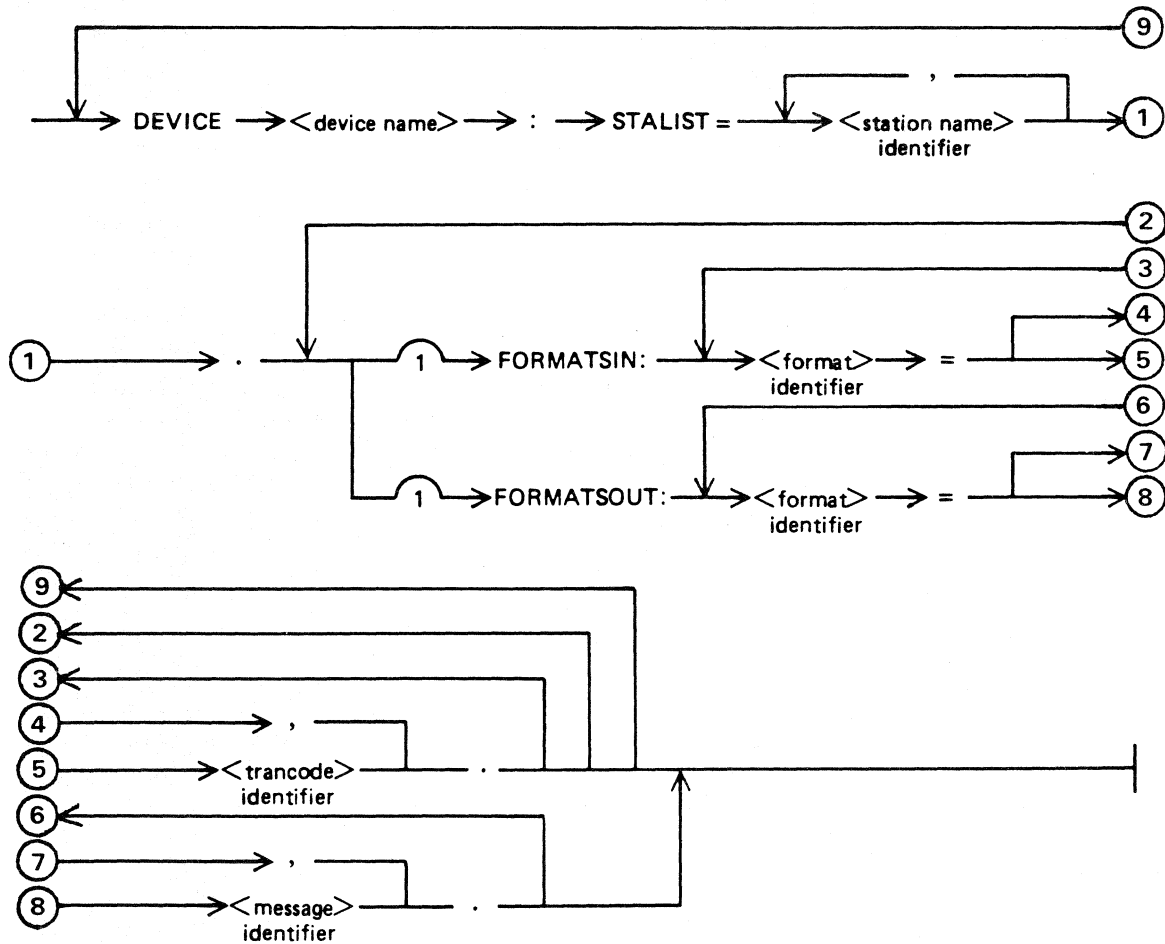 9
,
DEVICE <device name> : STALIST= <station name> 1
identifier
2
3
4
1 . 1 FORMATSIN: <format> = 5
identifier
6
7
1 FORMATSOUT: <format> = 8
identifier
9
2
3
4 ,
5 <trancode> .
identifier
6
7 ,
8 <message> .
identifier